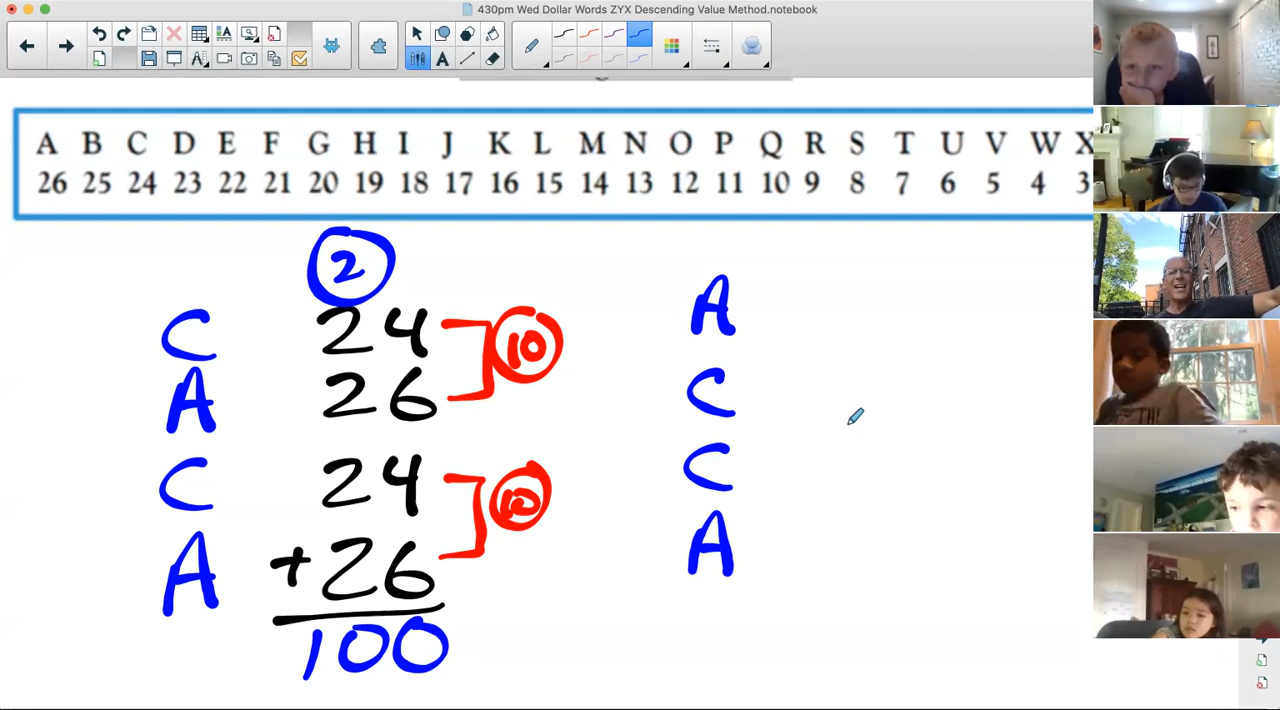 430pm Wed Dollar Words ZYX Descending Value Method.notebook
A B C D E F G H I J K L M N O P Q R S T U V W X
26 25 24 23 22 21 20 19 18 17 16 15 14 13 12 11 10 9 8 7 6 5 4 3
2
C 24
10
A 26
C 24
10
A +26
100
A
C
C
A